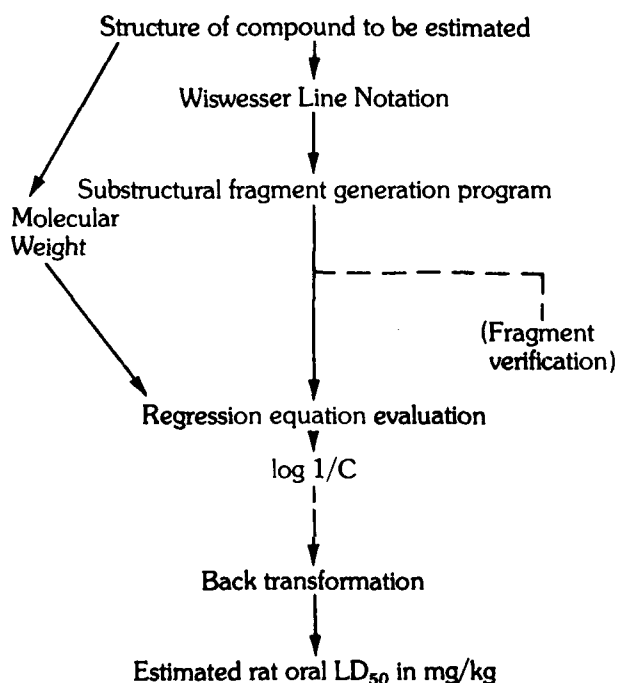 Structure of compound to be estimated
Wiswesser Line Notation
Substructural fragment generation program
Molecular
Weight
(Fragment
verification)
Regression equation evaluation
log 1/C
Back transformation
Estimated rat oral LD50 in mg/kg